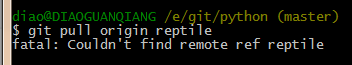 diao@DIAOGUANQIANG /e/git/python (master)
$ git pull origin reptile
fatal: Couldn't find remote ref reptile